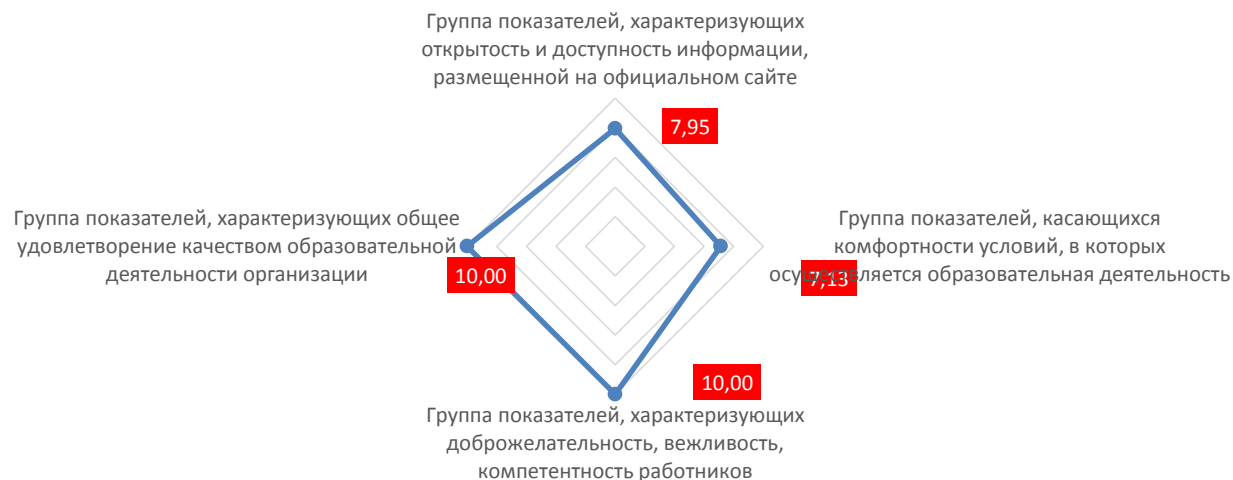 Группа показателей, характеризующих
открытость и доступность информации,
размещенной на официальном сайте
7,95
Группа показателей, характеризующих общее
удовлетворение качеством образовательной
деятельности организации
10,00
Группа показателей, касающихся
комфортности условий, в которых
осуществляется образовательная деятельность
7,13
10,00
Группа показателей, характеризующих
доброжелательность, вежливость,
компетентность работников